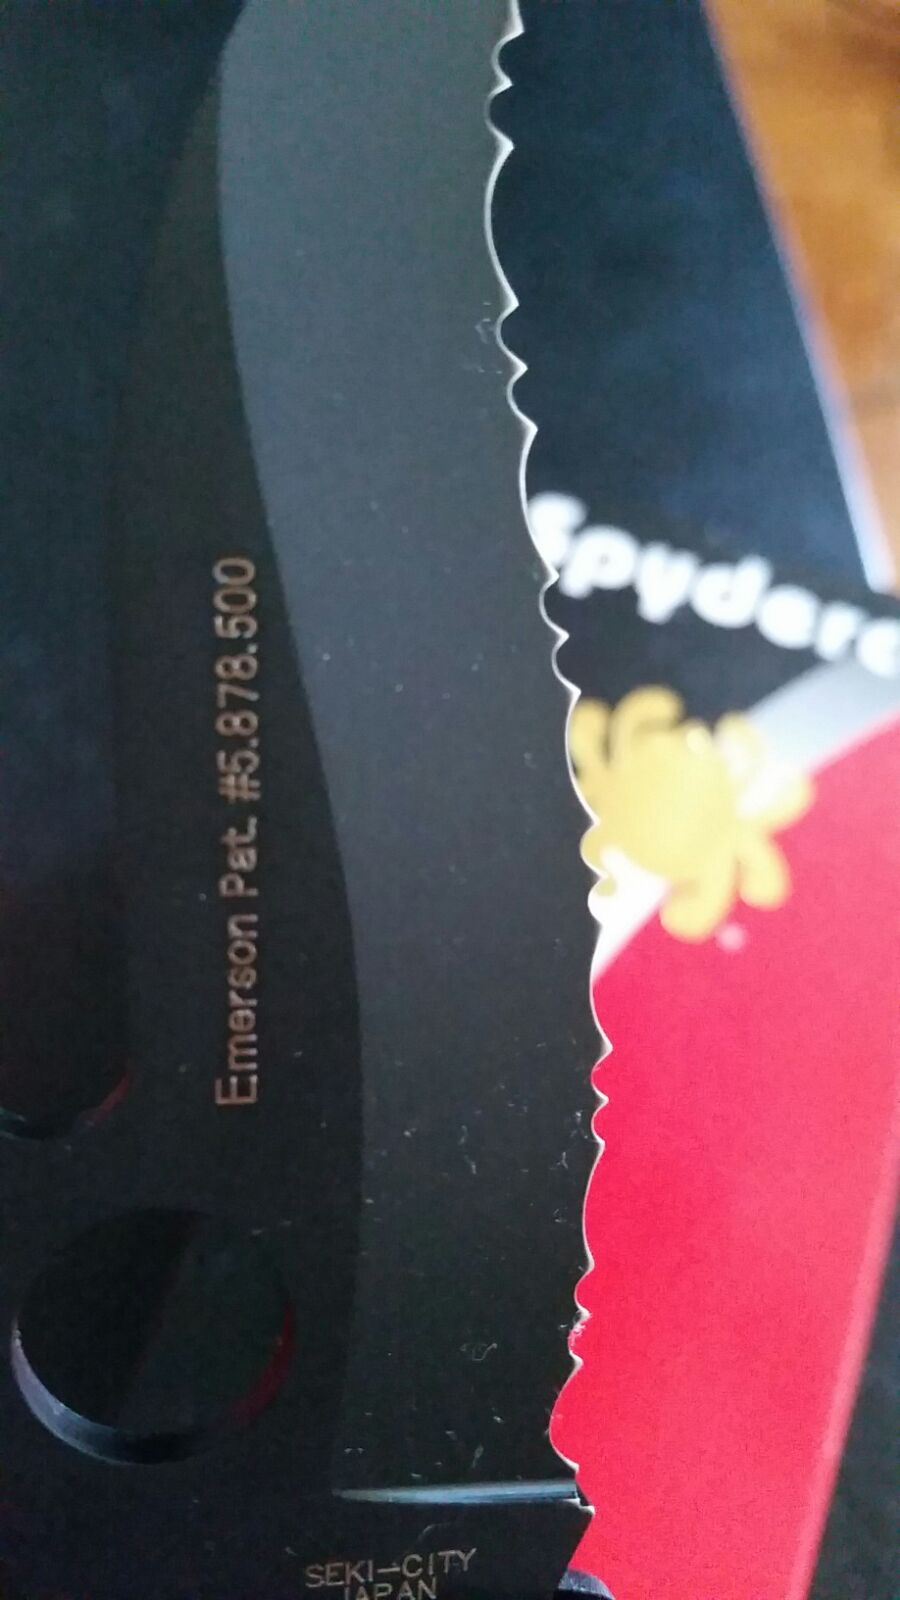 Spyderc
Emerson Pat. #5.878.500
SEKI-CITY
JAPAN